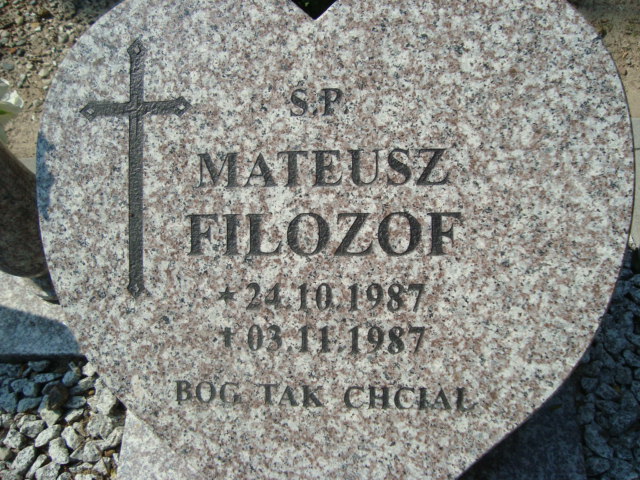 Ś.P.
MATEUSZ
FILOZOF
* 24.10.1987
✝ 03.11.1987
BÓG TAK CHCIAŁ